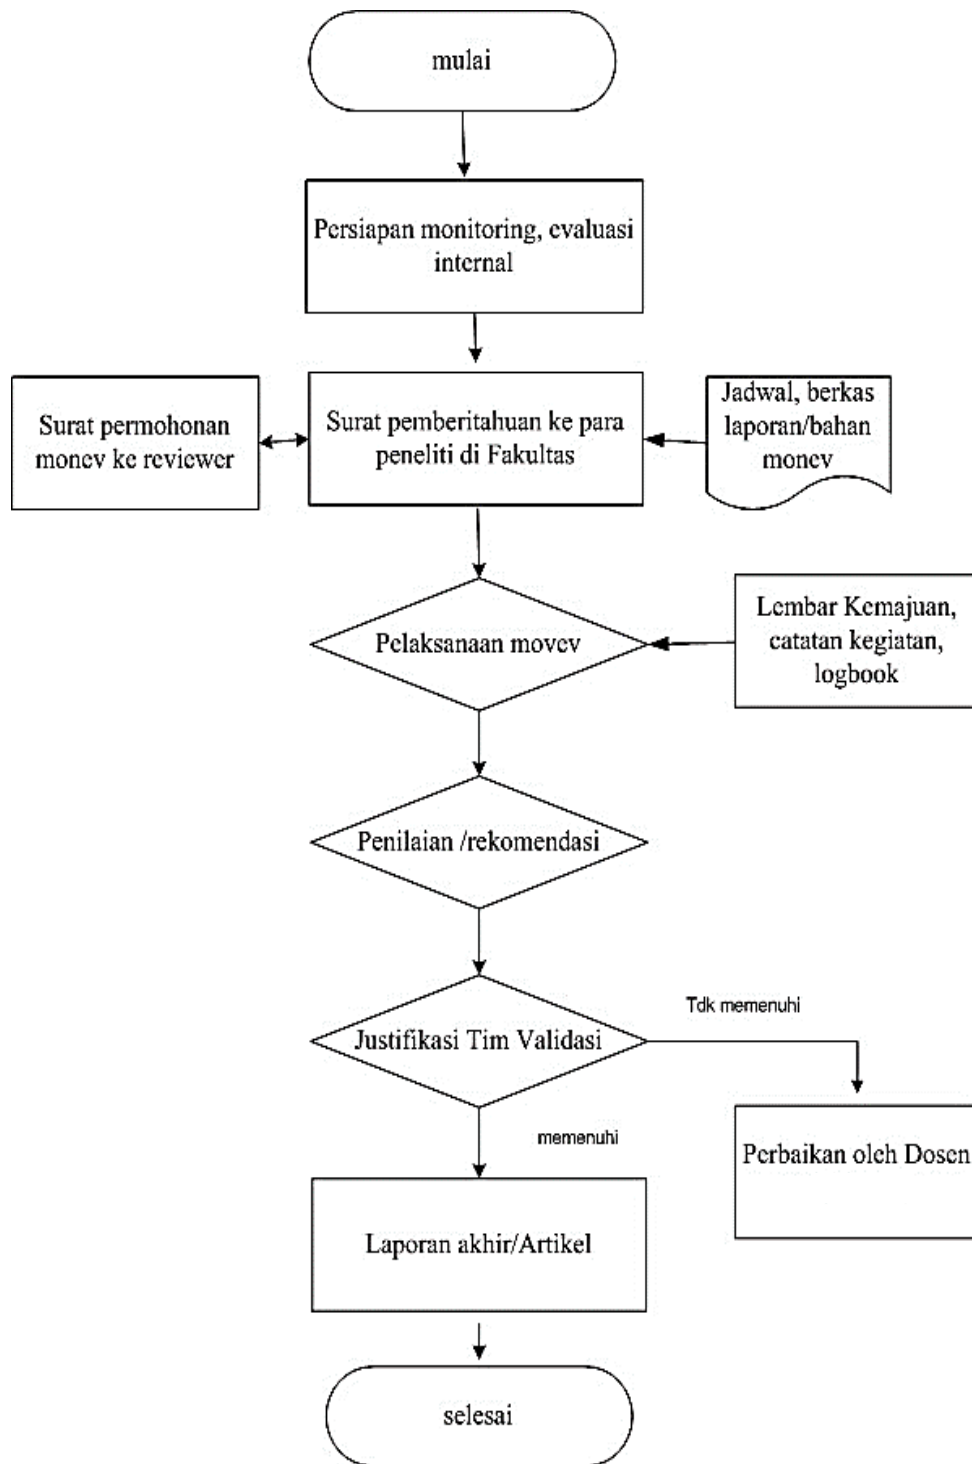 mulai
Persiapan monitoring, evaluasi
internal
Surat permohonan
monev ke reviewer
Surat pemberitahuan ke para
peneliti di Fakultas
Jadwal, berkas
laporan/bahan
monev
Pelaksanaan movev
Lembar Kemajuan,
catatan kegiatan,
logbook
Penilaian /rekomendasi
Justifikasi Tim Validasi
Tdk memenuhi
memenuhi
Perbaikan oleh Dosen
Laporan akhir/Artikel
selesai